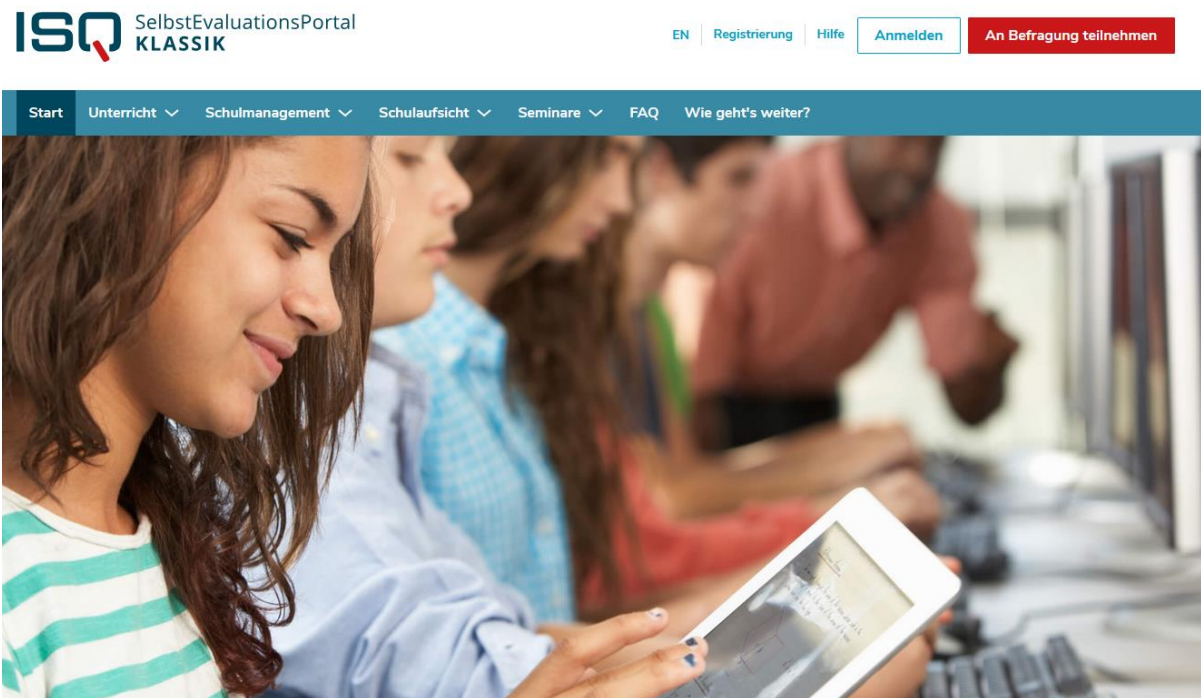 ISQ SelbstEvaluationsPortal
KLASSIK
EN Registrierung Hilfe Anmelden An Befragung teilnehmen
Start Unterricht Schulmanagement Schulaufsicht Seminare FAQ Wie geht's weiter?